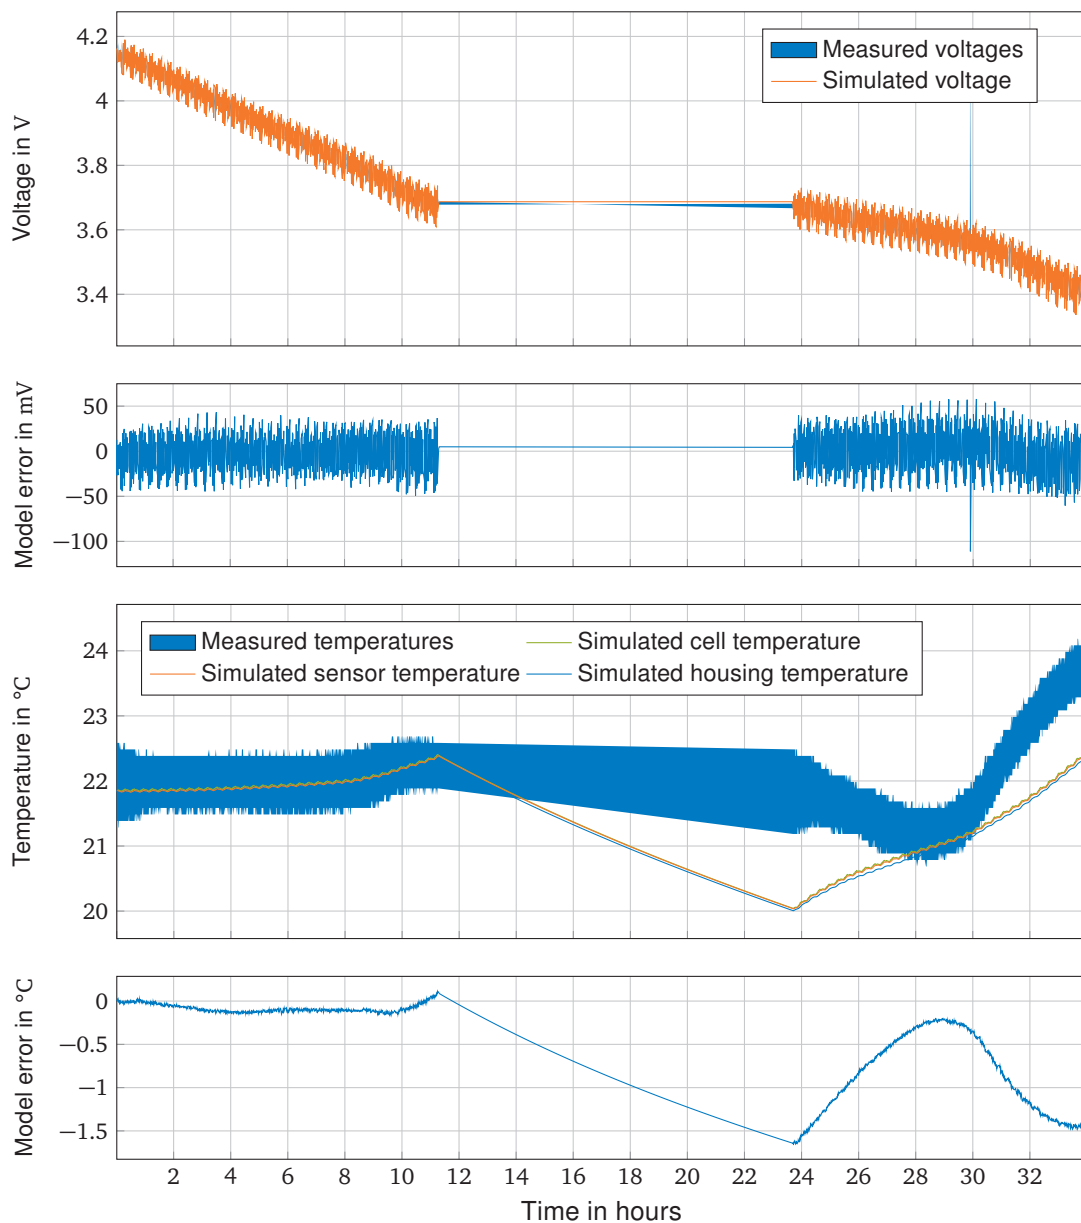 4.2
4
3.8
3.6
3.4
Voltage in V
Measured voltages
Simulated voltage
50
0
−50
−100
Model error in mV
24
23
22
21
20
Temperature in °C
Measured temperatures
Simulated cell temperature
Simulated sensor temperature
Simulated housing temperature
0
−0.5
−1
−1.5
Model error in °C
2 4 6 8 10 12 14 16 18 20 22 24 26 28 30 32
Time in hours